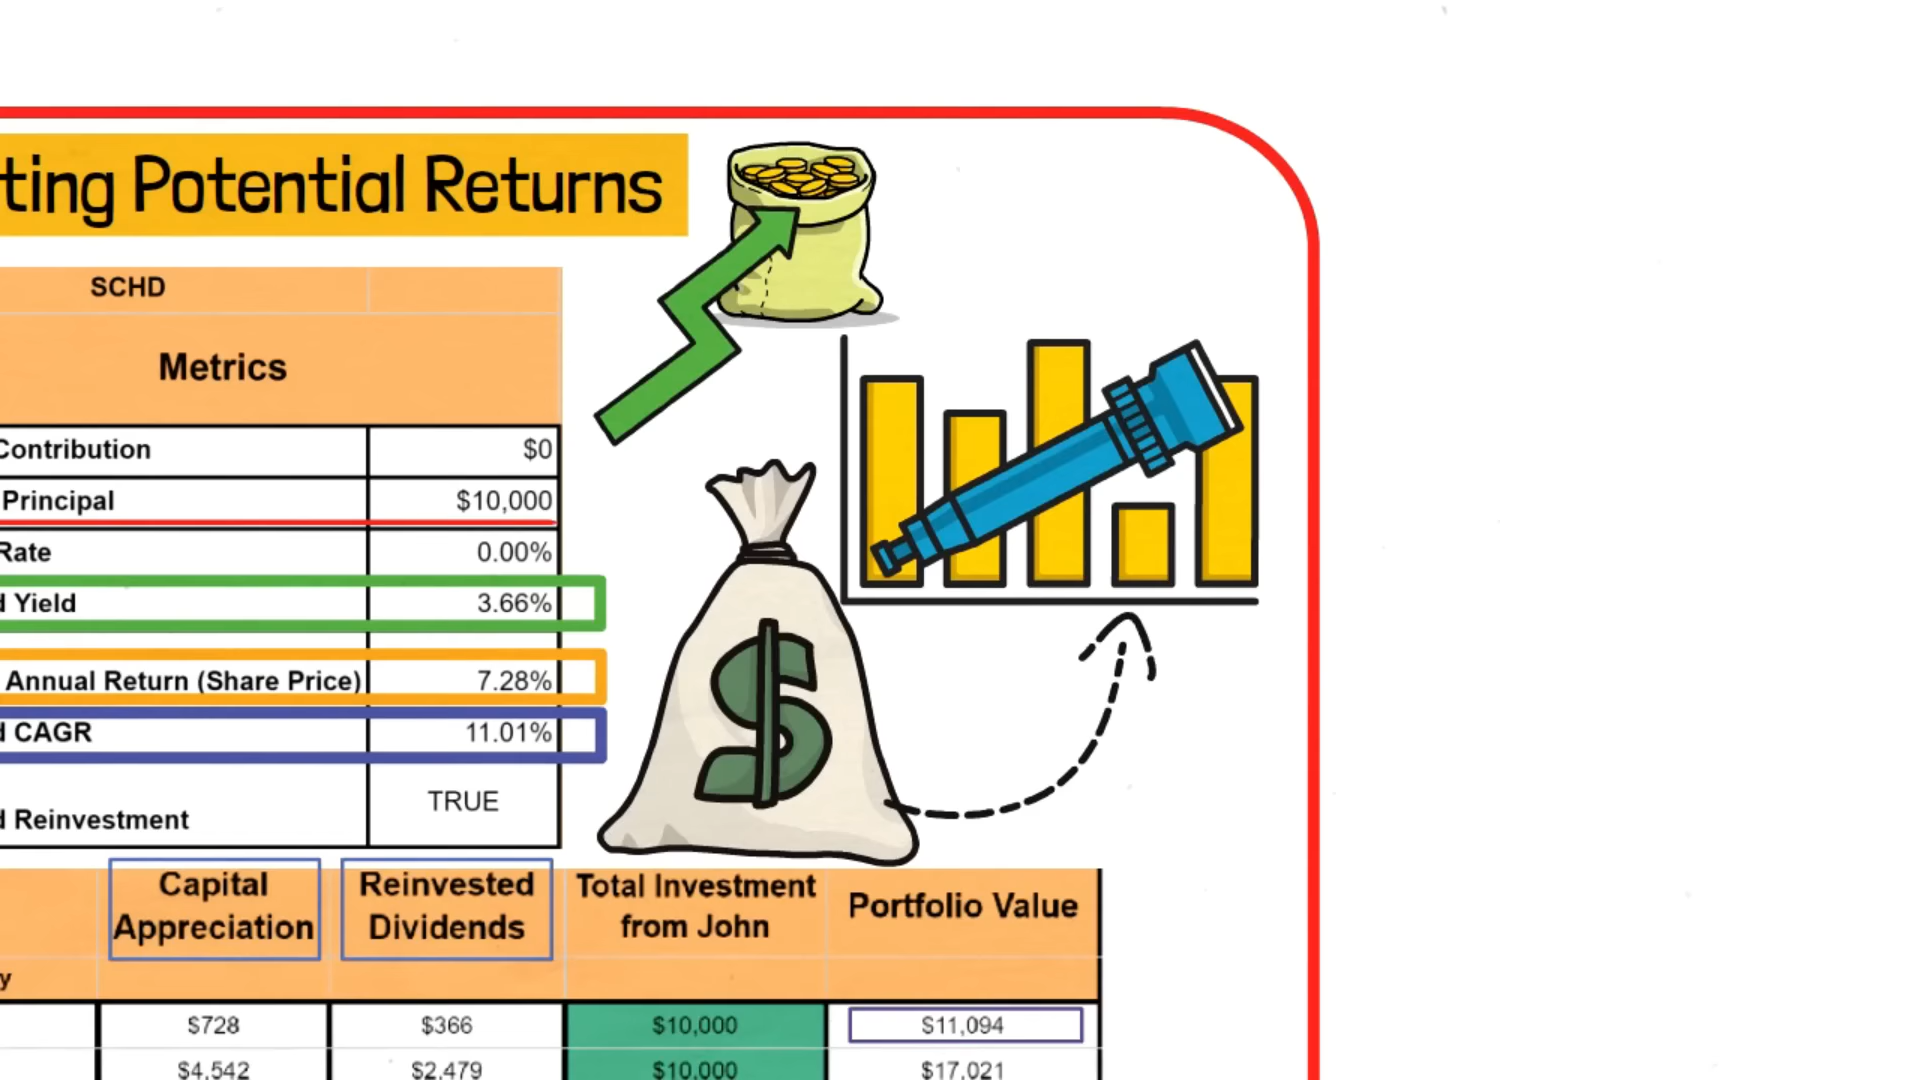 ting Potential Returns
SCHD
Metrics
Contribution $0
Principal $10,000
Rate 0.00%
d Yield 3.66%
Annual Return (Share Price) 7.28%
d CAGR 11.01%
TRUE
d Reinvestment
Capital Appreciation
Reinvested Dividends
Total Investment from John
Portfolio Value
y
$728 $366 $10,000 $11,094
$4,542 $2,479 $10,000 $17,021
$